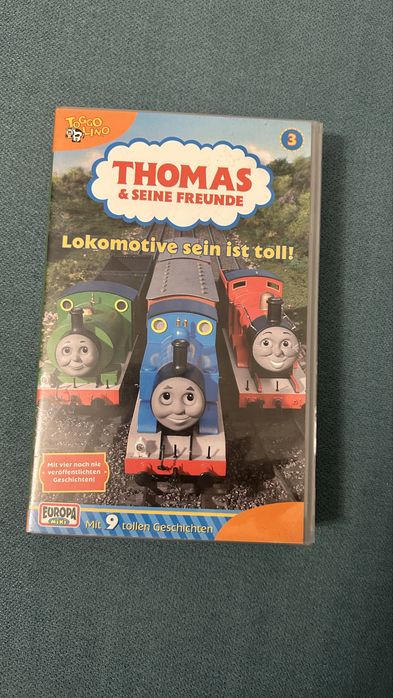 TOGGO
LINO
3
THOMAS
& SEINE FREUNDE
Lokomotive sein ist toll!
Mit vier noch nie
veröffentlichten
Geschichten!
EUROPA
MiNi
Mit 9 tollen Geschichten